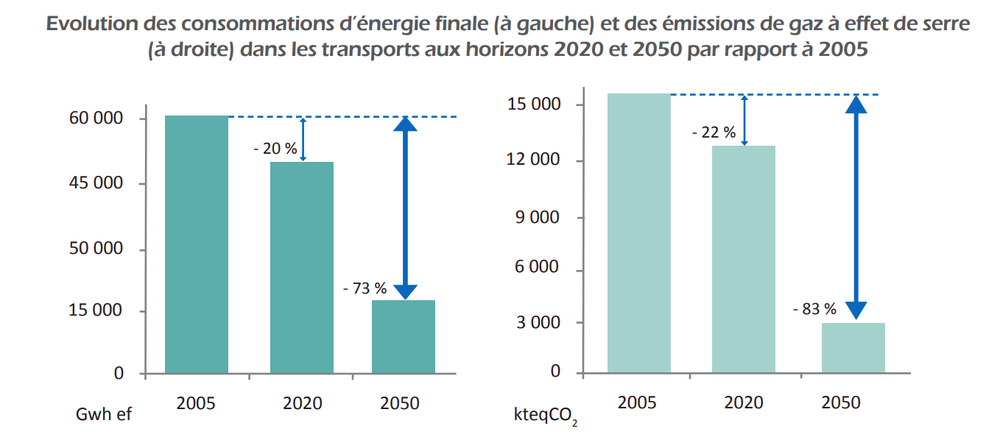 Evolution des consommations d’énergie finale (à gauche) et des émissions de gaz à effet de serre
(à droite) dans les transports aux horizons 2020 et 2050 par rapport à 2005
60 000
45 000
50 000
15 000
0
Gwh ef
- 20 %
- 73 %
2005
2020
2050
15 000
12 000
9 000
6 000
3 000
0
kteqCO₂
- 22 %
- 83 %
2005
2020
2050